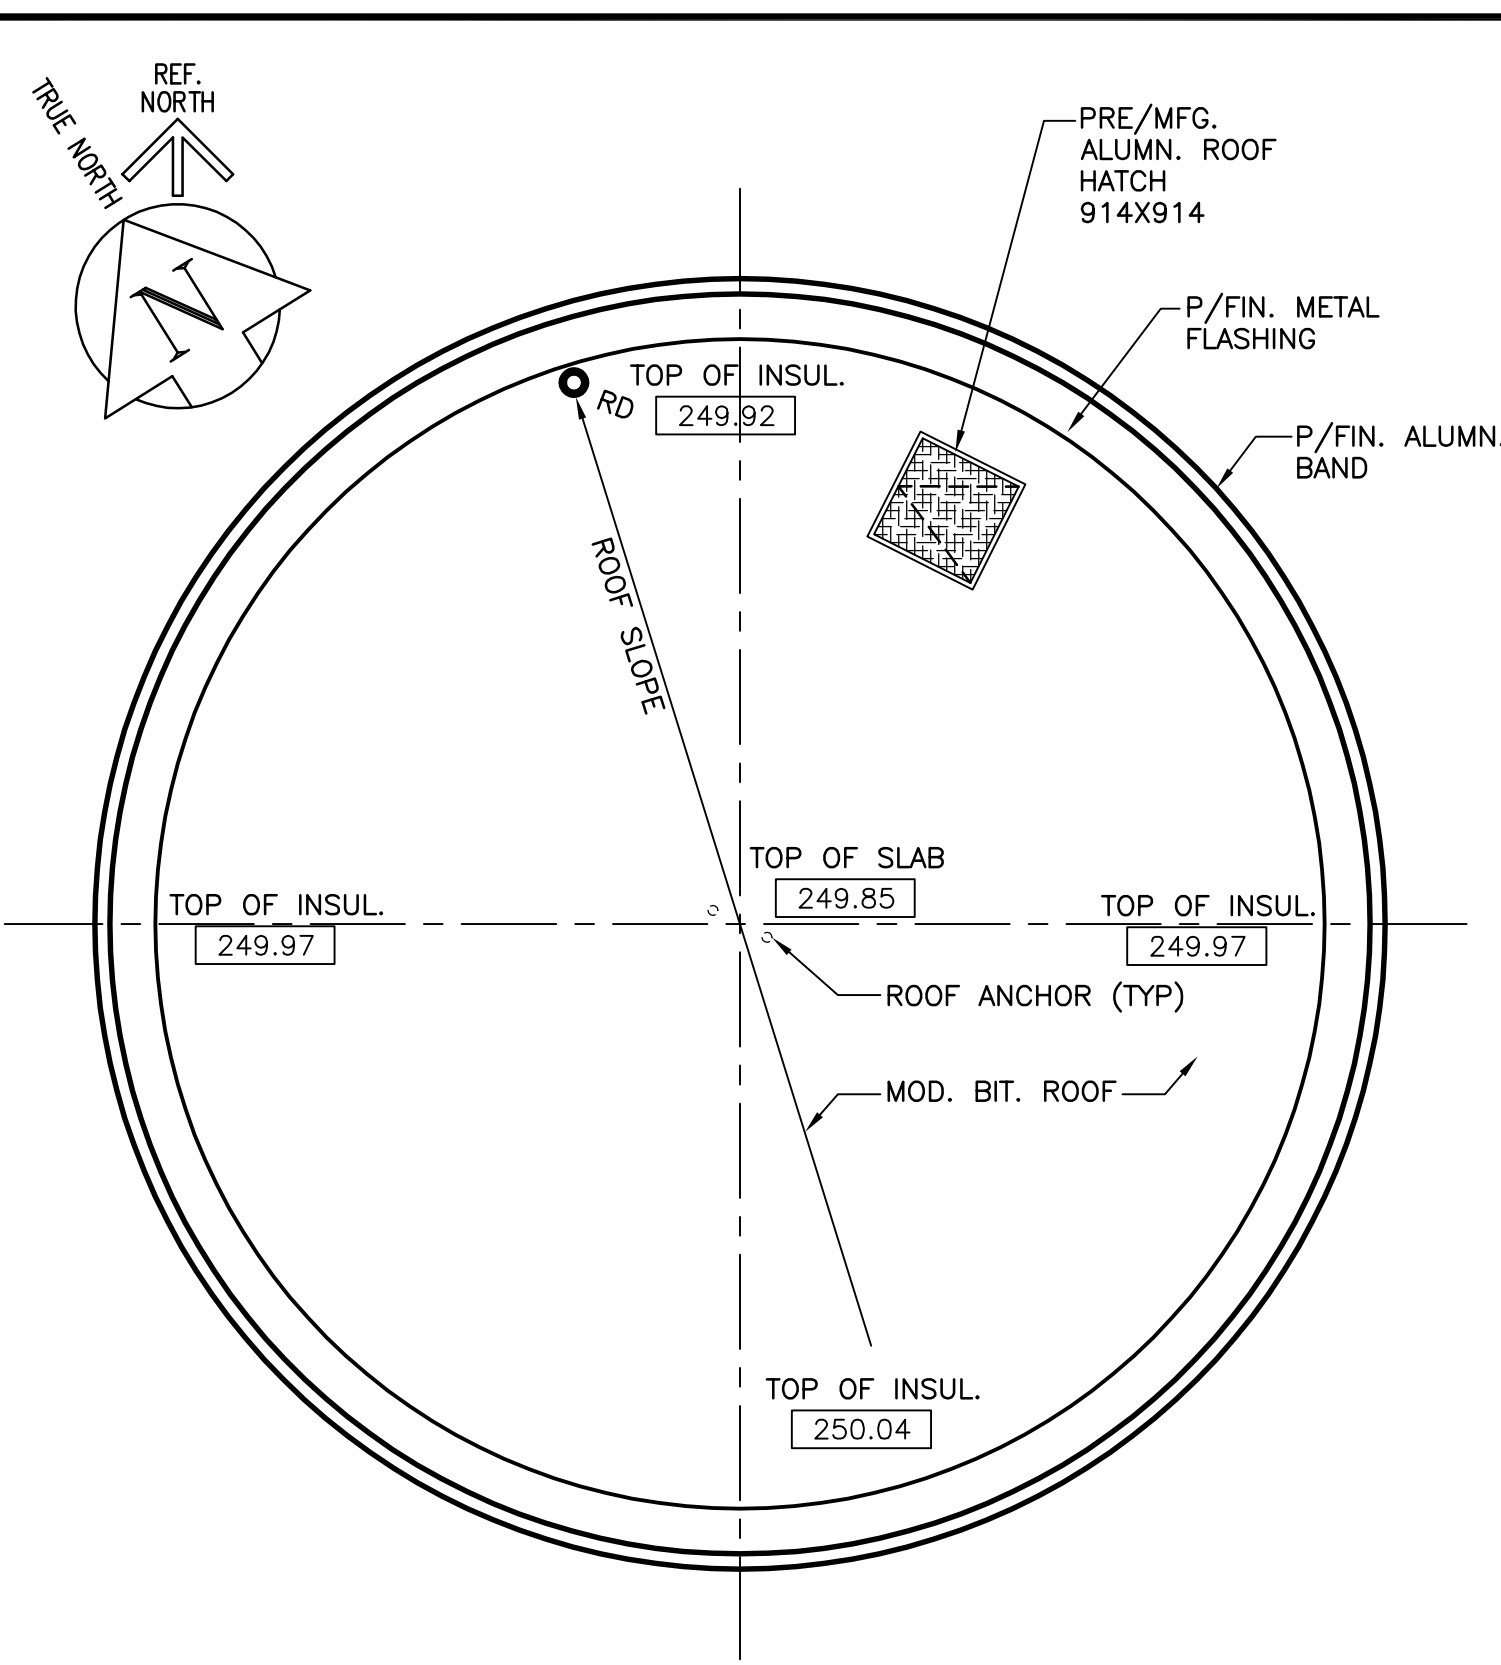 REF.
NORTH
TRUE NORTH
N
PRE/MFG.
ALUMN. ROOF
HATCH
914X914
P/FIN. METAL
FLASHING
P/FIN. ALUMN.
BAND
TOP OF INSUL.
249.92
RD
ROOF SLOPE
TOP OF SLAB
249.85
TOP OF INSUL.
249.97
TOP OF INSUL.
249.97
ROOF ANCHOR (TYP)
MOD. BIT. ROOF
TOP OF INSUL.
250.04